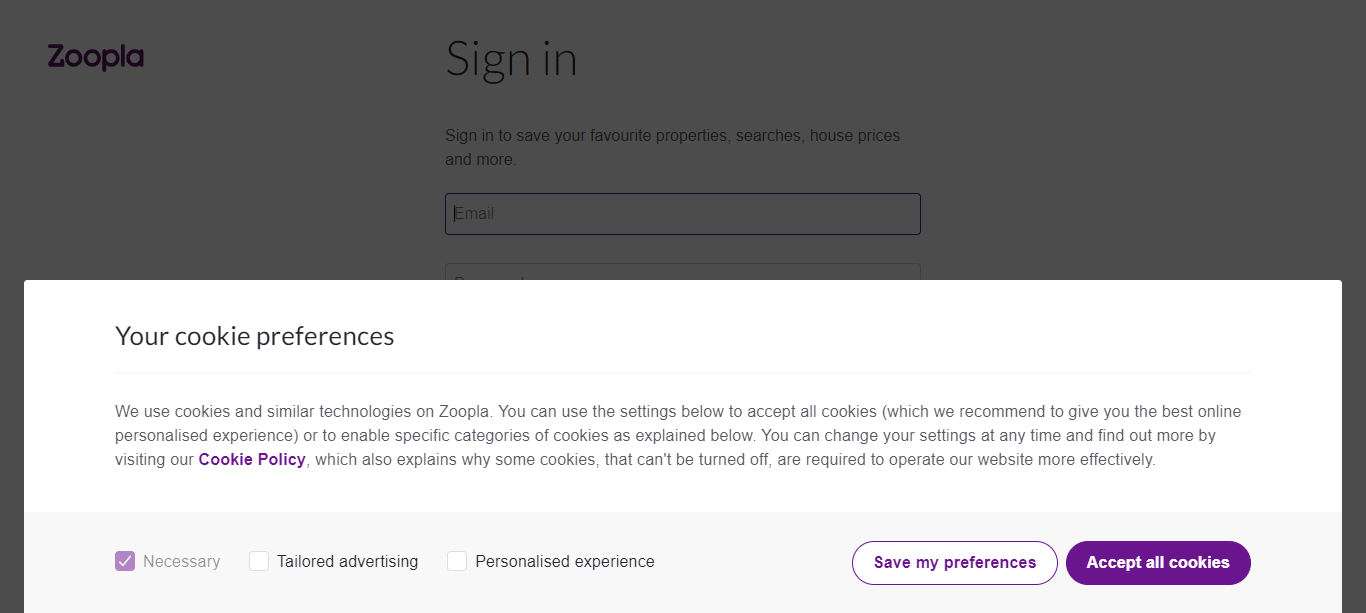 Zoopla
Sign in
Sign in to save your favourite properties, searches, house prices
and more.
Email
Your cookie preferences
We use cookies and similar technologies on Zoopla. You can use the settings below to accept all cookies (which we recommend to give you the best online
personalised experience) or to enable specific categories of cookies as explained below. You can change your settings at any time and find out more by
visiting our Cookie Policy, which also explains why some cookies, that can't be turned off, are required to operate our website more effectively.
Necessary Tailored advertising Personalised experience Save my preferences Accept all cookies